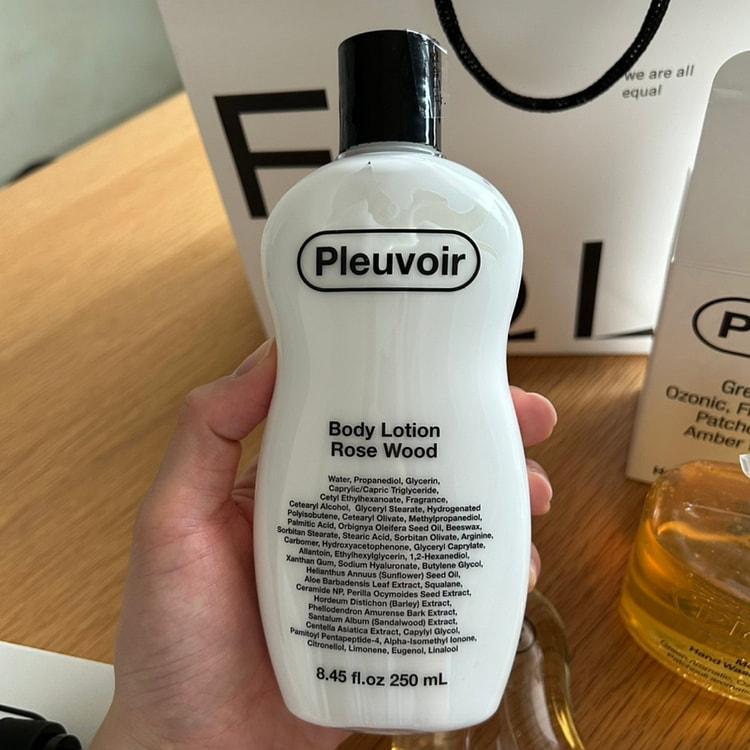 we are all
equal
Pleuvoir
Body Lotion
Rose Wood
Water, Propanediol, Glycerin,
Caprylic/Capric Triglyceride,
Cetyl Ethylhexanoate, Fragrance,
Cetearyl Alcohol, Glyceryl Stearate, Hydrogenated
Polyisobutene, Cetearyl Olivate, Methylpropanediol,
Palmitic Acid, Orbignya Oleifera Seed Oil, Beeswax,
Sorbitan Stearate, Stearic Acid, Sorbitan Olivate, Arginine,
Carbomer, Hydroxyacetophenone, Glyceryl Caprylate,
Allantoin, Ethylhexylglycerin, 1,2-Hexanediol,
Xanthan Gum, Sodium Hyaluronate, Butylene Glycol,
Helianthus Annuus (Sunflower) Seed Oil,
Aloe Barbadensis Leaf Extract, Squalane,
Ceramide NP, Perilla Ocymoides Seed Extract,
Hordeum Distichon (Barley) Extract,
Phellodendron Amurense Bark Extract,
Santalum Album (Sandalwood) Extract,
Centella Asiatica Extract, Capylyl Glycol,
Pamitoyl Pentapeptide-4, Alpha-Isomethyl Ionone,
Citronellol, Limonene, Eugenol, Linalool
8.45 fl.oz 250 mL
Ozonic,
Amber
Hand